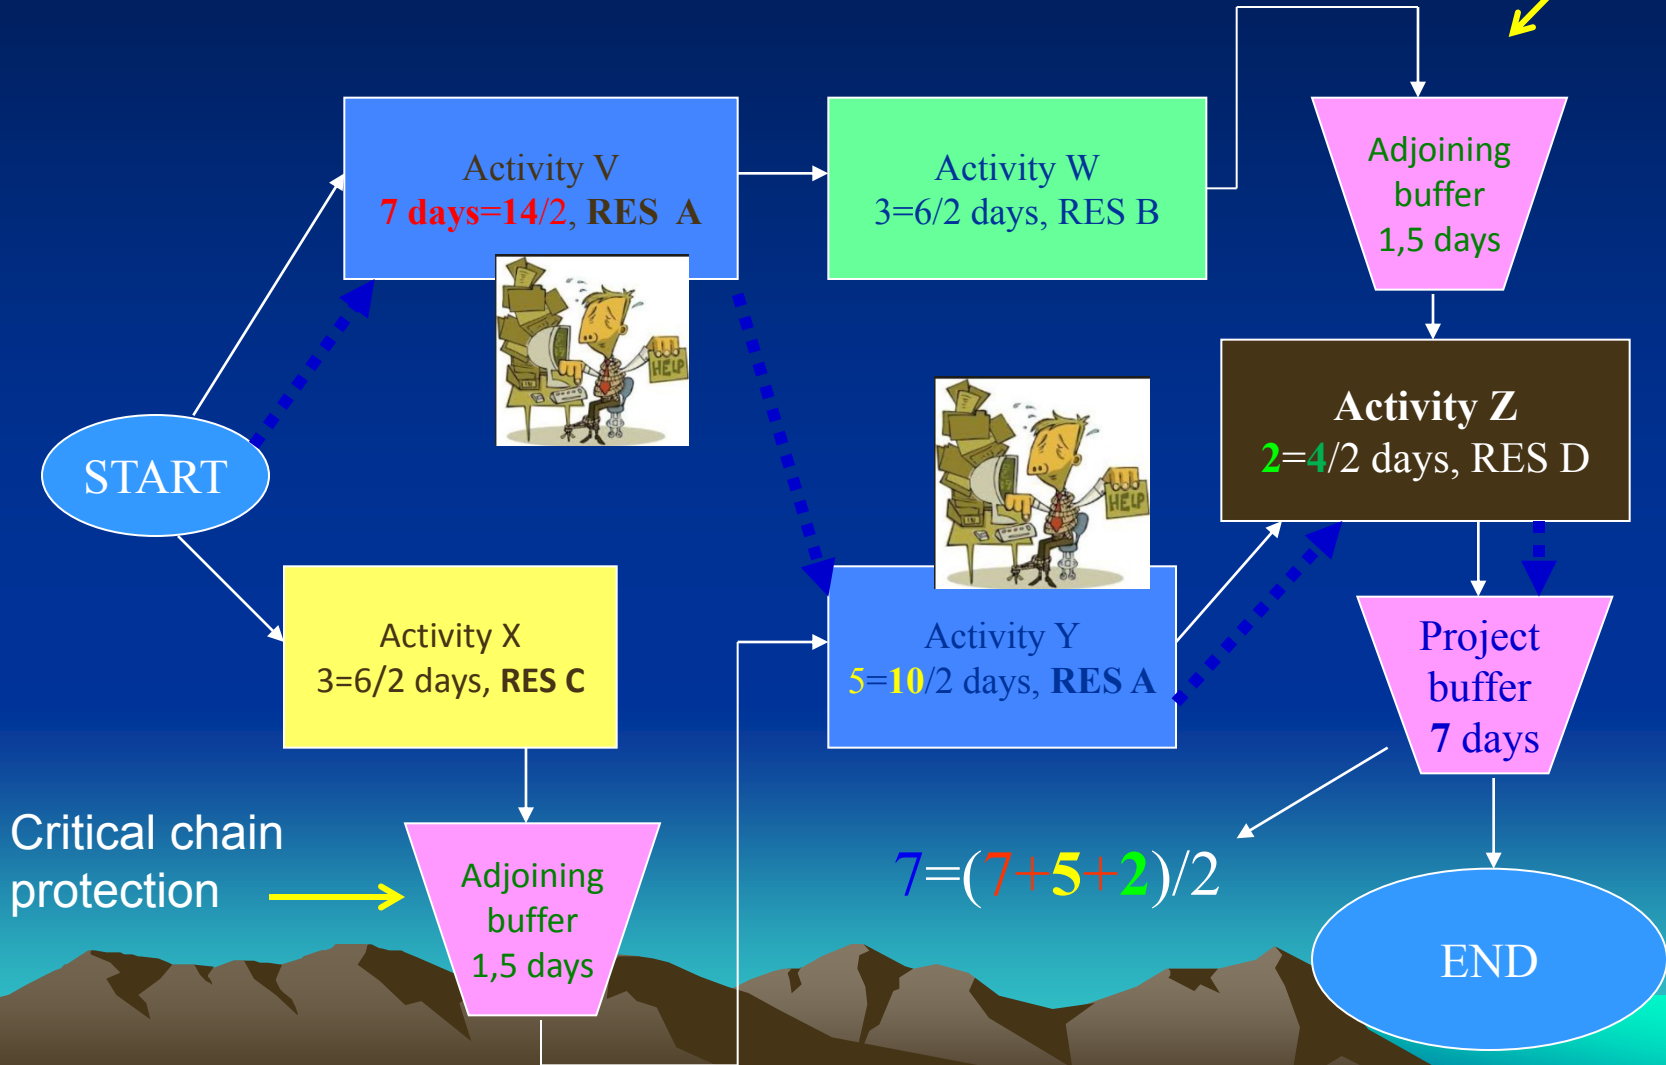 Activity V
7 days=14/2, RES A
Activity W
3=6/2 days, RES B
Adjoining
buffer
1,5 days
HELP
START
HELP
Activity Z
2=4/2 days, RES D
Activity X
3=6/2 days, RES C
Activity Y
5=10/2 days, RES A
Project
buffer
7 days
Critical chain
protection
Adjoining
buffer
1,5 days
7=(7+5+2)/2
END